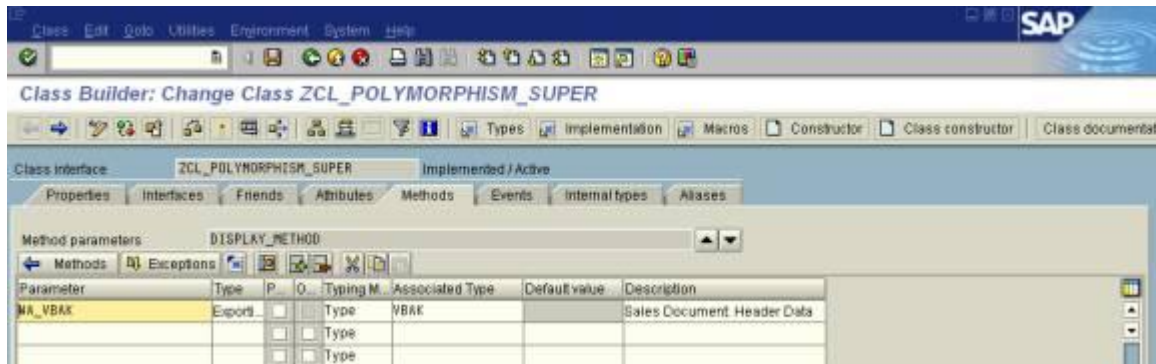 Class Edit Goto Utilities Environment System Help
SAP
Class Builder: Change Class ZCL_POLYMORPHISM_SUPER
Types Implementation Macros Constructor Class constructor Class documentat
Class interface ZCL_POLYMORPHISM_SUPER Implemented / Active
Properties Interfaces Friends Attributes Methods Events Internal types Aliases
Method parameters DISPLAY_METHOD
Methods Exceptions
Parameter Type P... O... Typing M... Associated Type Default value Description
WA_VBAK Exporti... Type VBAK Sales Document: Header Data
Type
Type